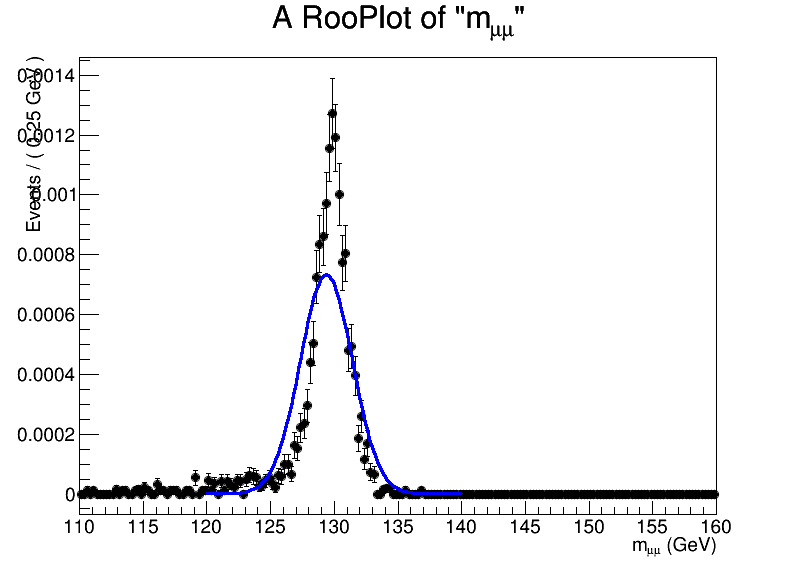 A RooPlot of "mμμ"
Events / ( 0.25 GeV )
0.0014
0.0012
0.001
0.0008
0.0006
0.0004
0.0002
0
110 115 120 125 130 135 140 145 150 155 160
mμμ (GeV)